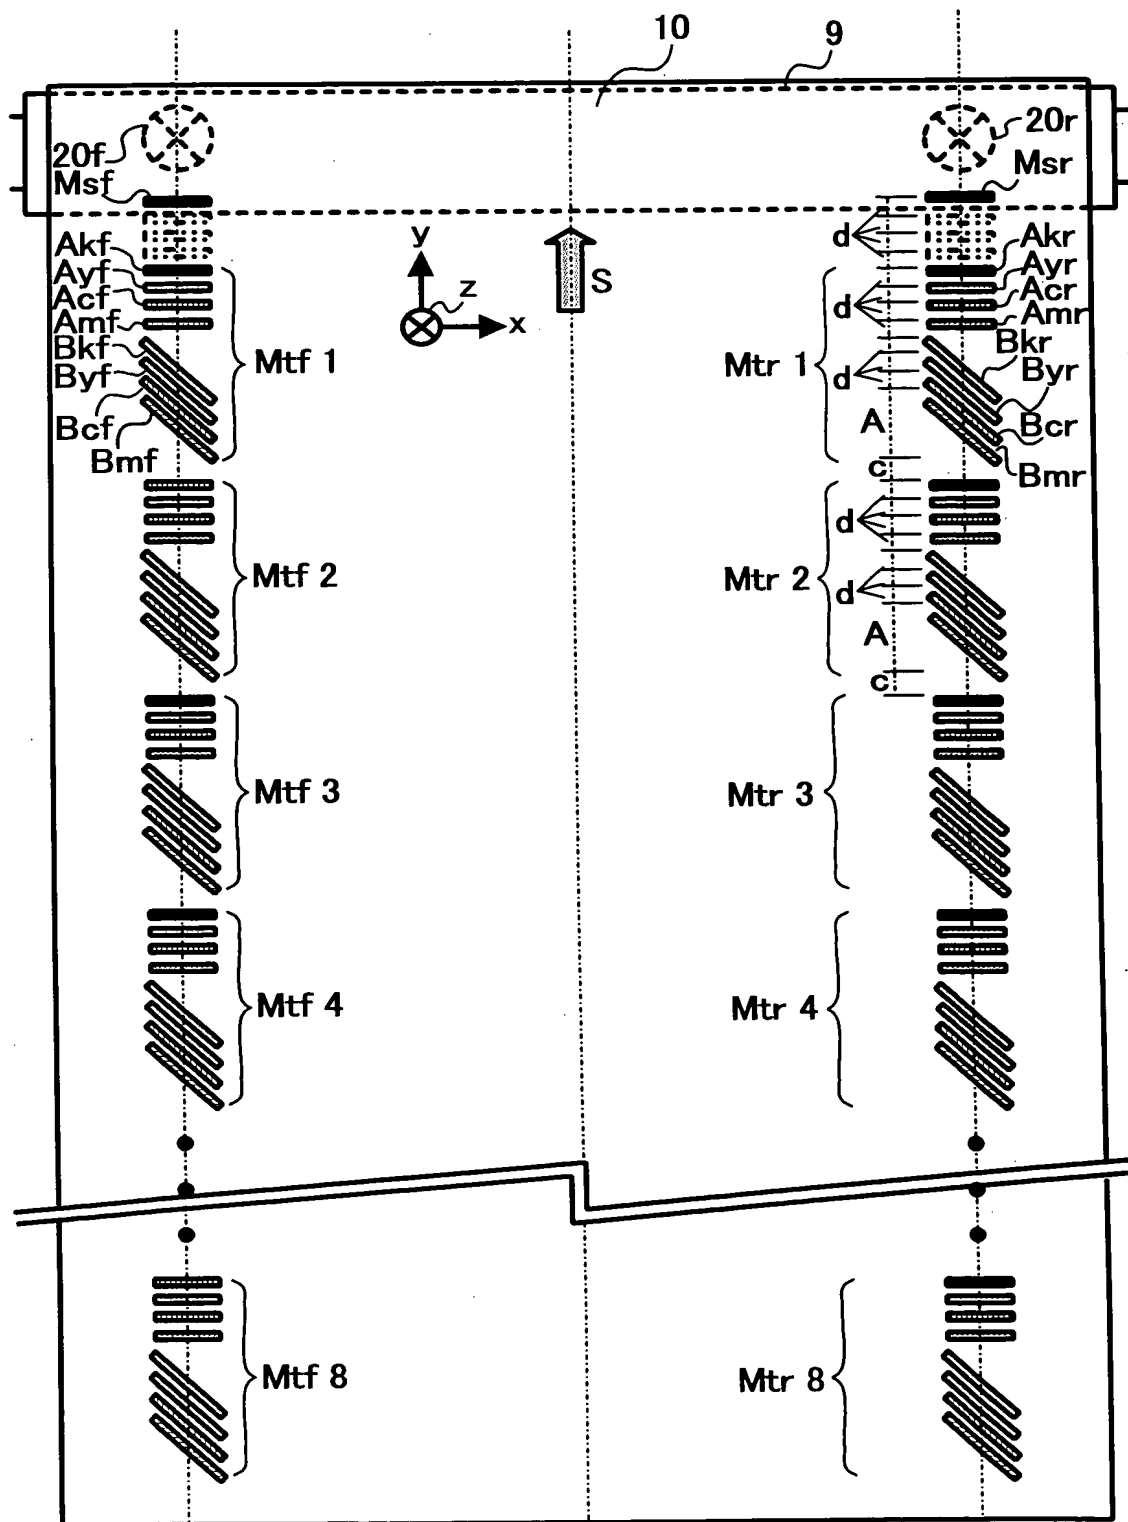 10
9
20f
20r
Msf
Msr
Akf
Ayf
Acf
Amf
Bkf
Byf
Bcf
Bmf
y
z
x
S
d
d
d
A
c
d
d
A
c
Akr
Ayr
Acr
Amr
Bkr
Byr
Bcr
Bmr
Mtf 1
Mtr 1
Mtf 2
Mtr 2
Mtf 3
Mtr 3
Mtf 4
Mtr 4
Mtf 8
Mtr 8